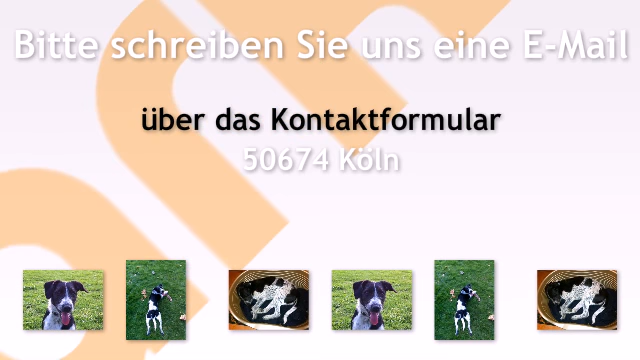 Bitte schreiben Sie uns eine E-Mail
über das Kontaktformular
50674 Köln